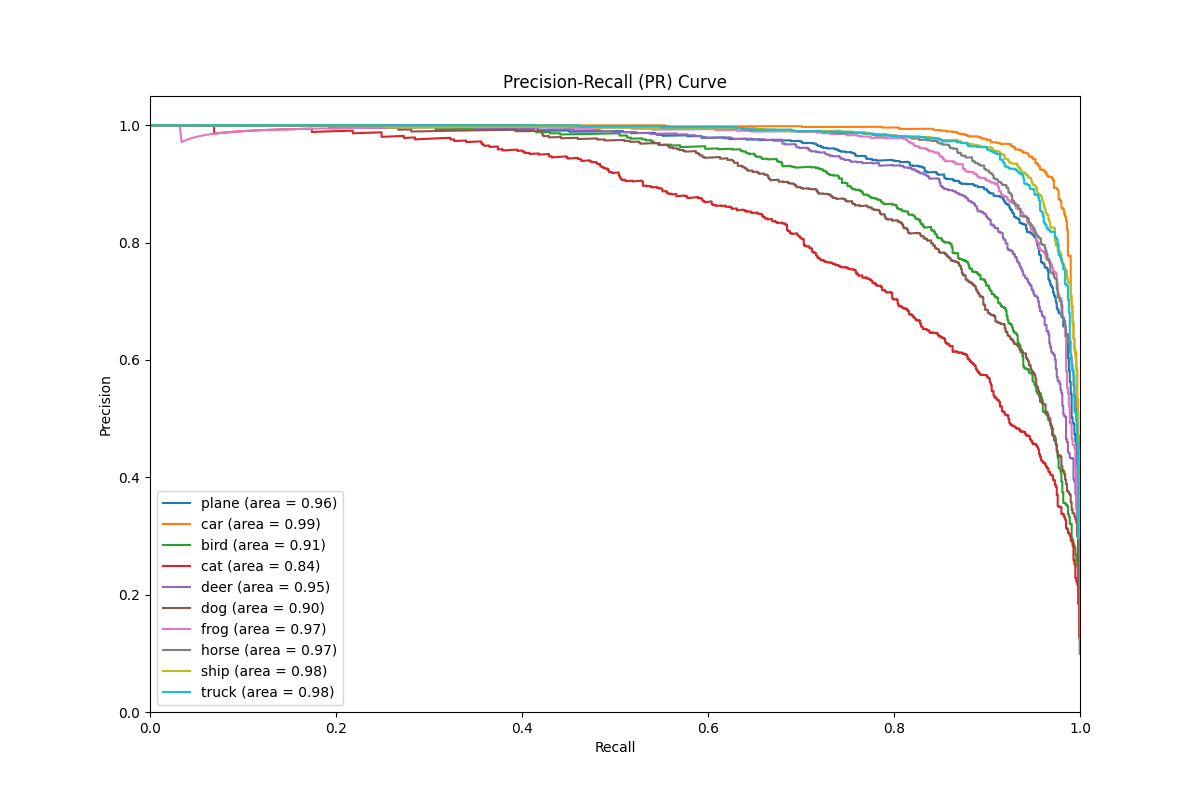 Precision-Recall (PR) Curve
1.0
0.8
0.6
0.4
0.2
0.0
Precision
plane (area = 0.96)
car (area = 0.99)
bird (area = 0.91)
cat (area = 0.84)
deer (area = 0.95)
dog (area = 0.90)
frog (area = 0.97)
horse (area = 0.97)
ship (area = 0.98)
truck (area = 0.98)
0.0 0.2 0.4 0.6 0.8 1.0
Recall